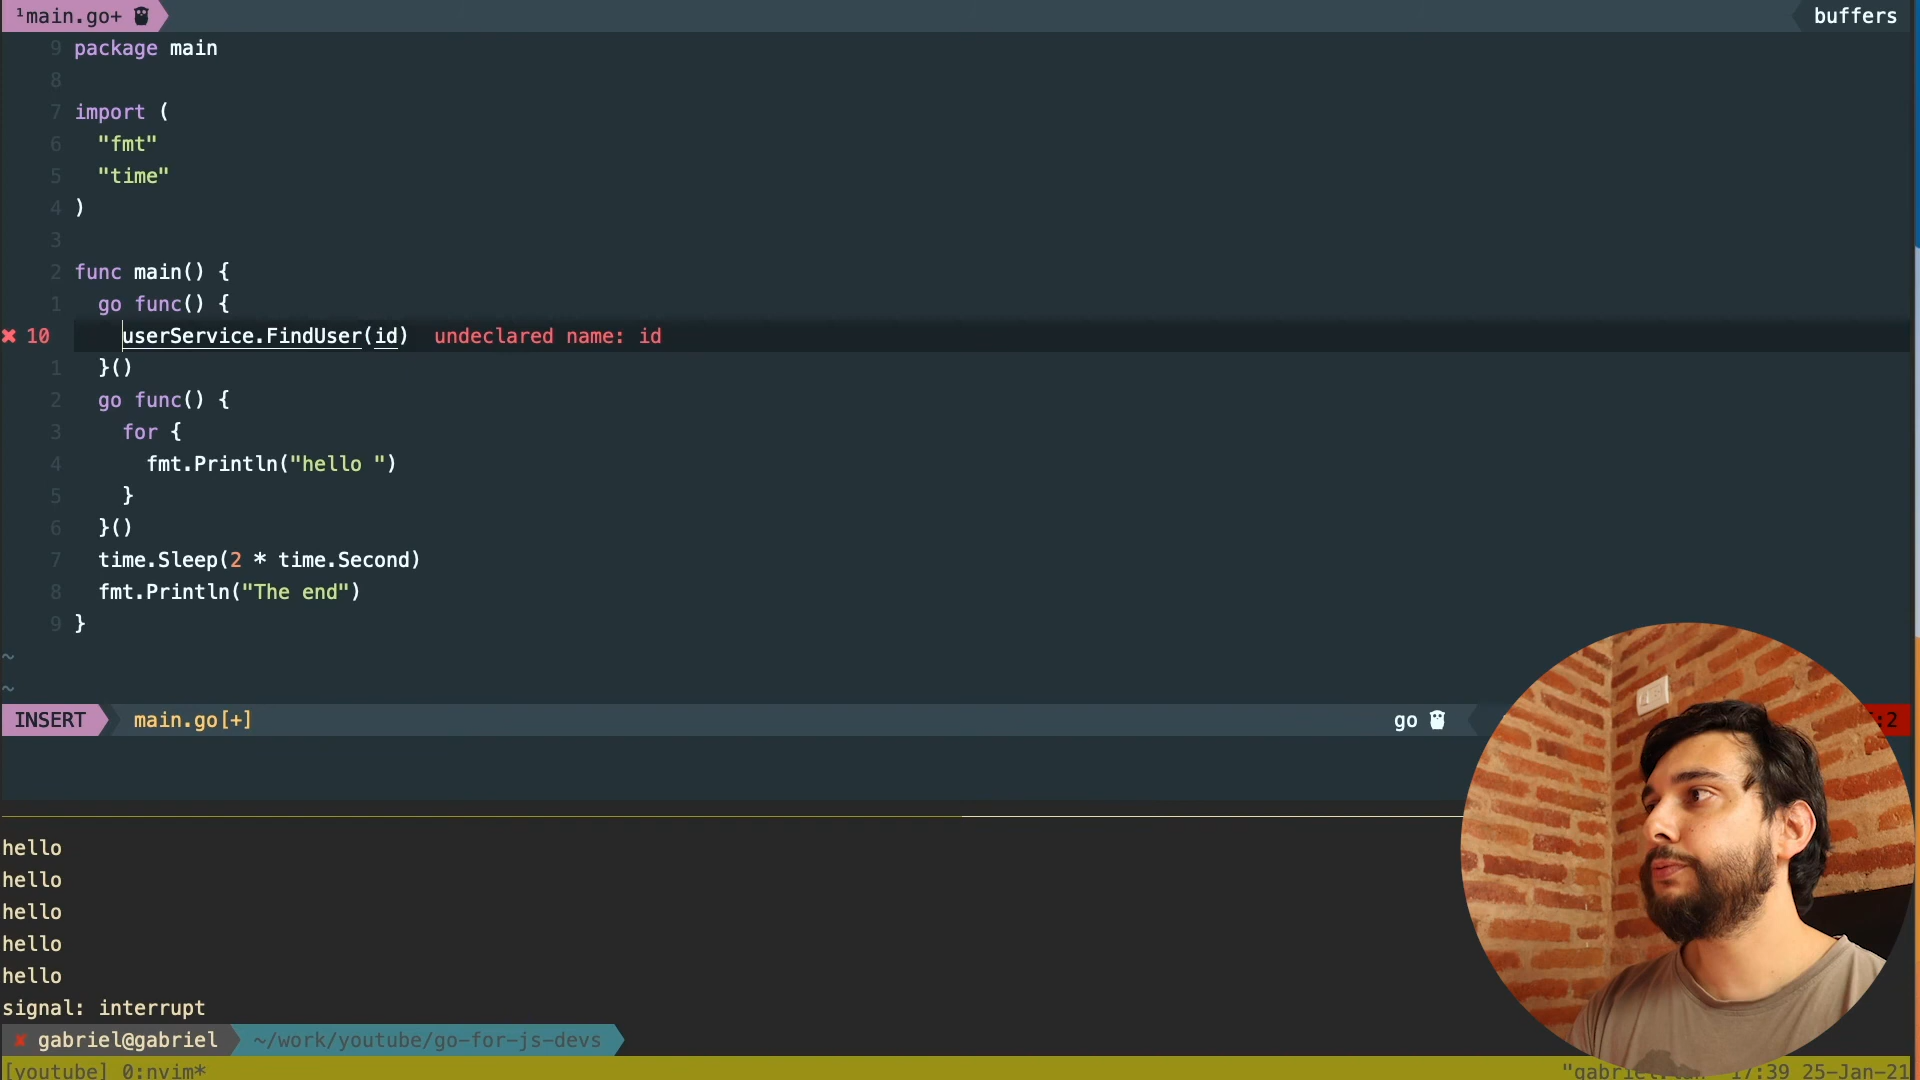 ¹main.go+
buffers
9 package main
8
7 import (
6 "fmt"
5 "time"
4 )
3
2 func main() {
1 go func() {
✖ 10 userService.FindUser(id) undeclared name: id
1 }()
2 go func() {
3 for {
4 fmt.Println("hello ")
5 }
6 }()
7 time.Sleep(2 * time.Second)
8 fmt.Println("The end")
9 }
~
~
INSERT main.go[+]
go
:2
hello
hello
hello
hello
hello
signal: interrupt
✘ gabriel@gabriel ~/work/youtube/go-for-js-devs
[youtube] 0:nvim*
17:39 25-Jan-21